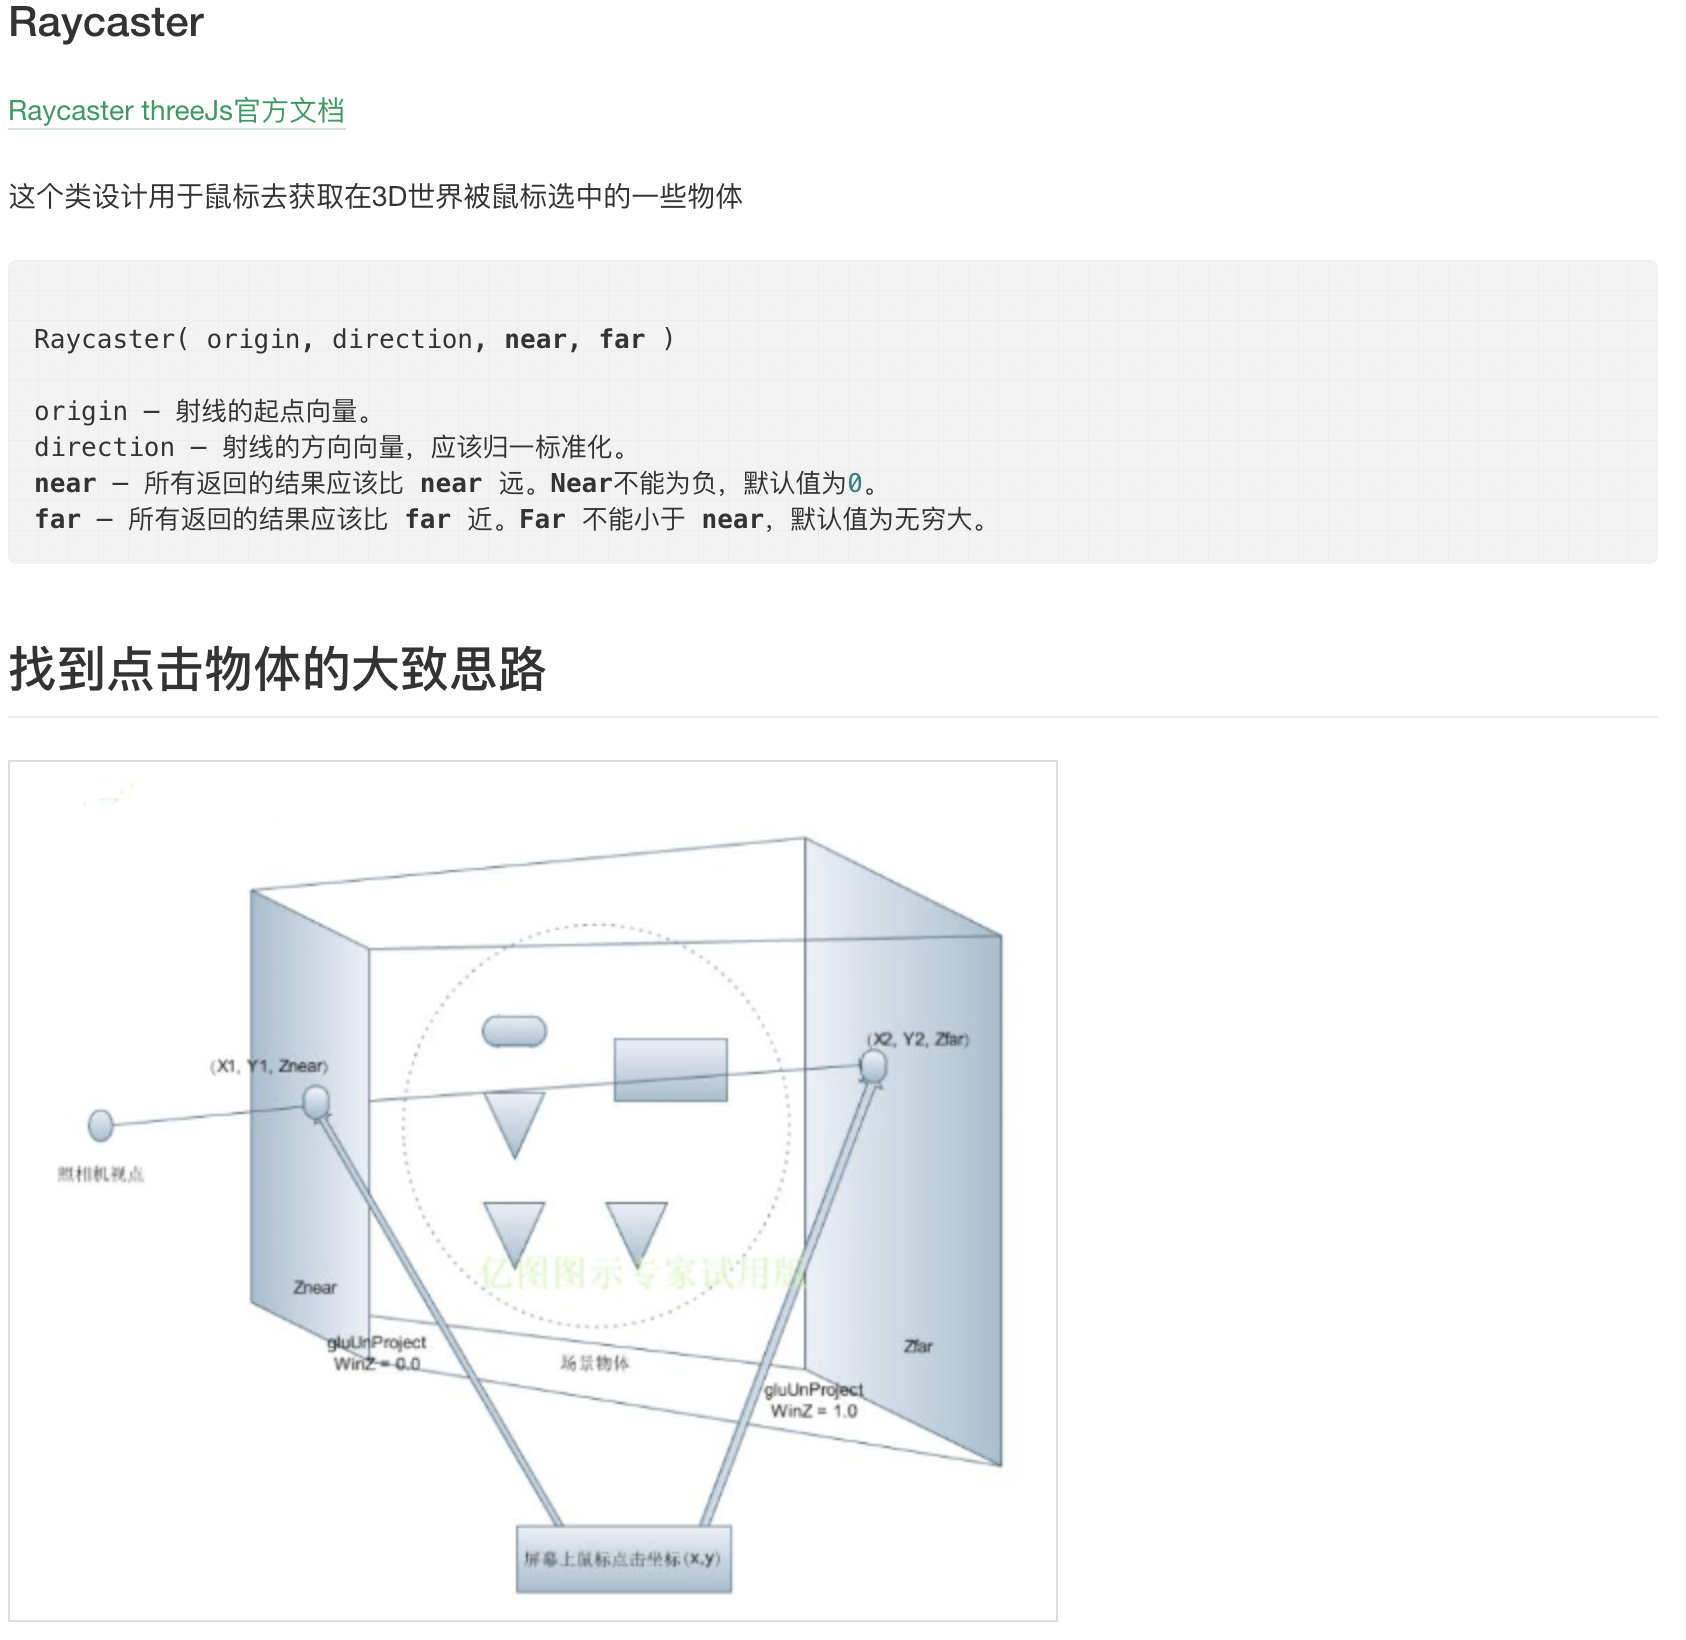 Raycaster
Raycaster threeJs官方文档
这个类设计用于鼠标去获取在3D世界被鼠标选中的一些物体
Raycaster( origin, direction, near, far )
origin — 射线的起点向量。
direction — 射线的方向向量，应该归一标准化。
near — 所有返回的结果应该比 near 远。Near不能为负，默认值为0。
far — 所有返回的结果应该比 far 近。Far 不能小于 near，默认值为无穷大。
找到点击物体的大致思路
(X2, Y2, Zfar)
(X1, Y1, Znear)
照相机视点
亿图图示专家试用版
Znear
gluUnProject
WinZ = 0.0
场景物体
Zfar
gluUnProject
WinZ = 1.0
屏幕上鼠标点击坐标(x,y)